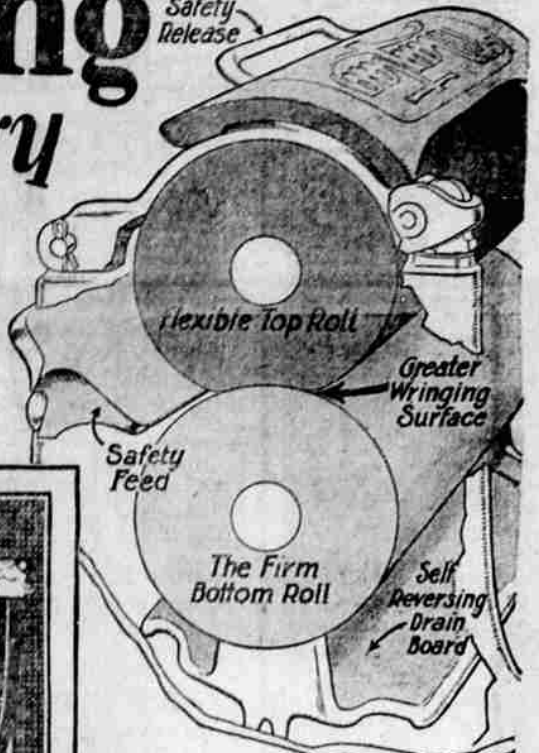 Safety
Release
ng
y
Flexible Top Roll
Greater
Wringing
Surface
Safety
Feed
The Firm
Bottom Roll
Self
Reversing
Drain
Board